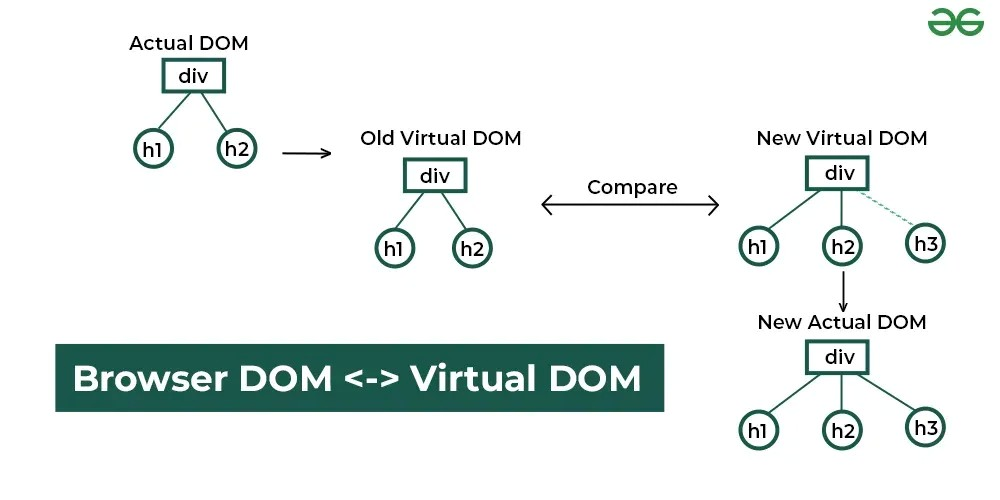 Actual DOM
div
h1
h2
Old Virtual DOM
div
h1
h2
Compare
New Virtual DOM
div
h1
h2
h3
New Actual DOM
div
h1
h2
h3
Browser DOM <-> Virtual DOM